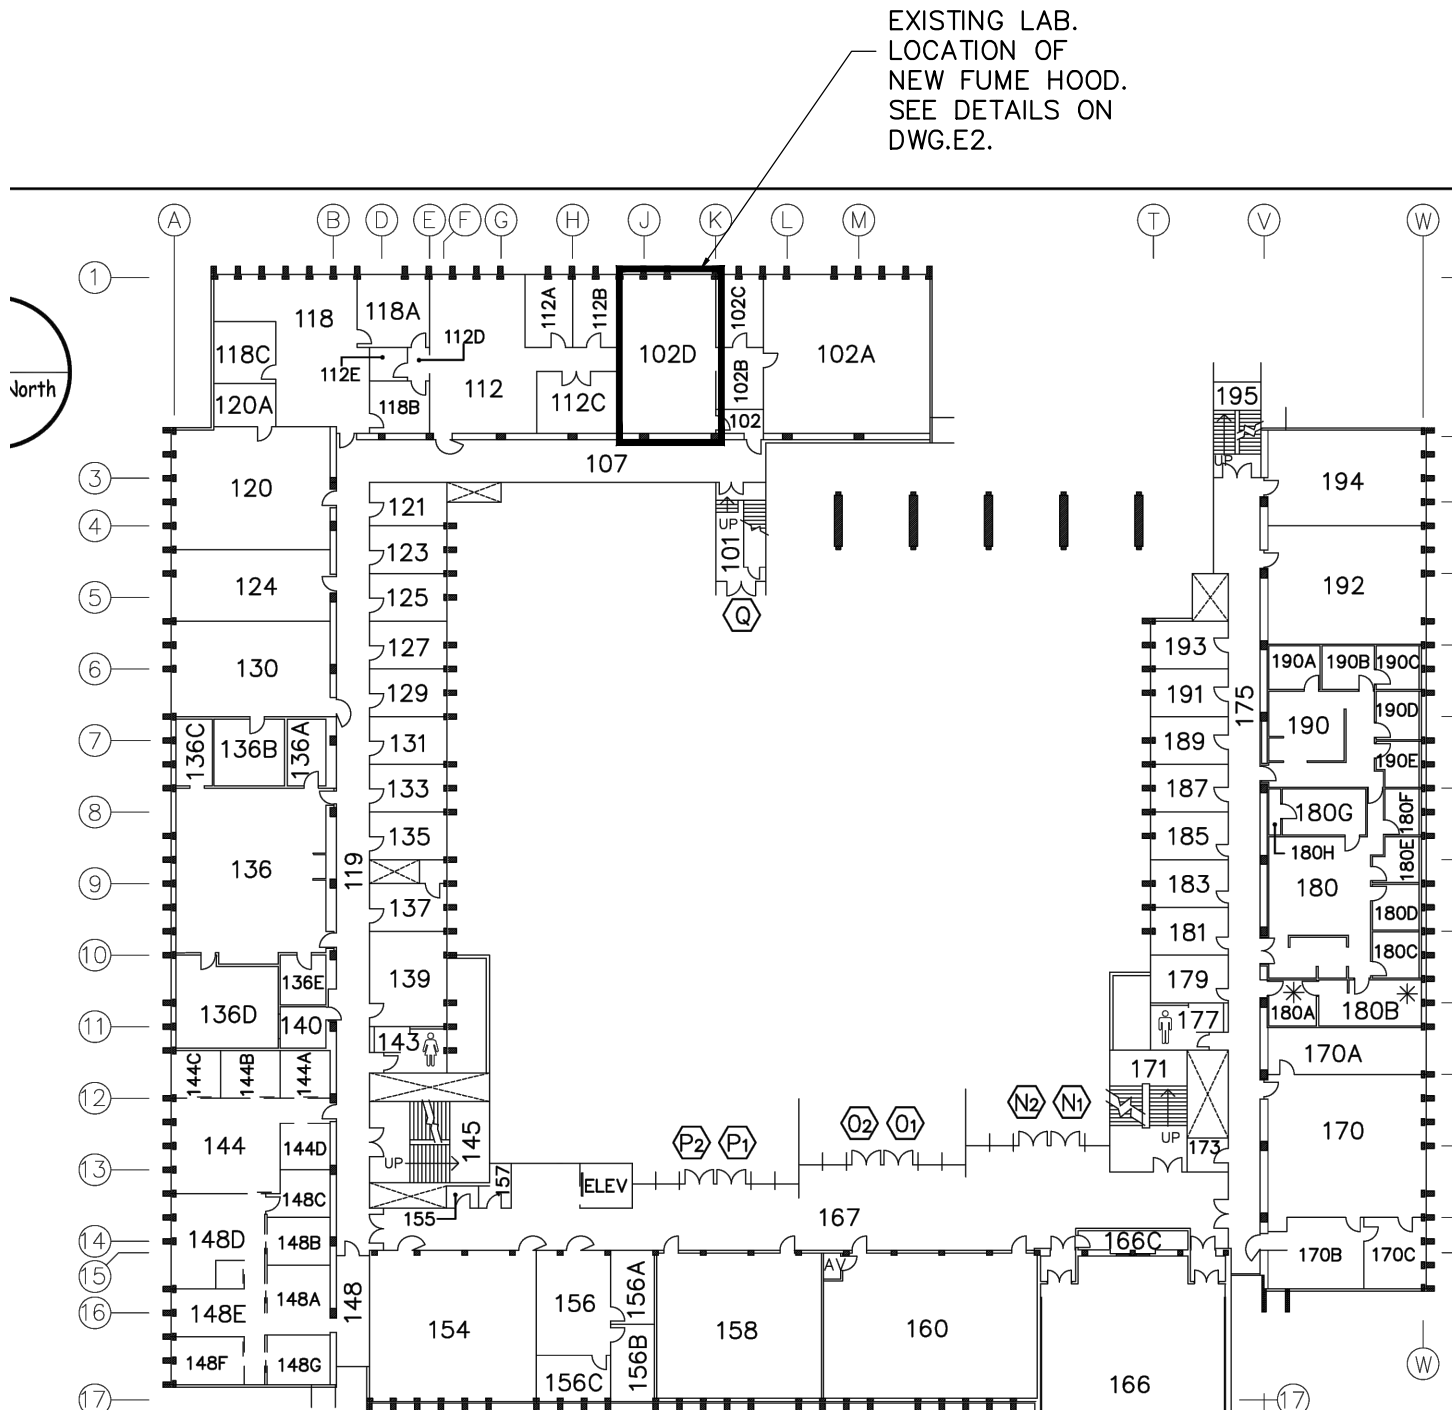 EXISTING LAB.
LOCATION OF
NEW FUME HOOD.
SEE DETAILS ON
DWG.E2.
A B D E F G H J K L M T V W
1
North
118 118A 112D 112A 112B 102D 102C 102A
118C 112E 112 112C 102B
120A 118B 102
195
107
UP
3 120 121 194
4 UP
123 101
5 124 125 192
Q
127 193
6 130 190A 190B 190C
129 191 175
7 136C 136B 136A 131 189 190 190D
190E
133 187
8 180G 180F
135 185
119 180H 180E
9 136 183 180
137 181 180D
10 180C
136E 139 179
136D 180A 180B
11 140 177
143
144C 144B 144A 171 170A
12 N2 N1
O2 O1
144 144D 145 P2 P1 170
UP UP
13 173
157 ELEV
148C
155 167
14 148D 148B 166C
170B 170C
15 AV
148A 148 156 156A
16 148E
154 158 160
156B
148F 148G W
156C 166
17 17